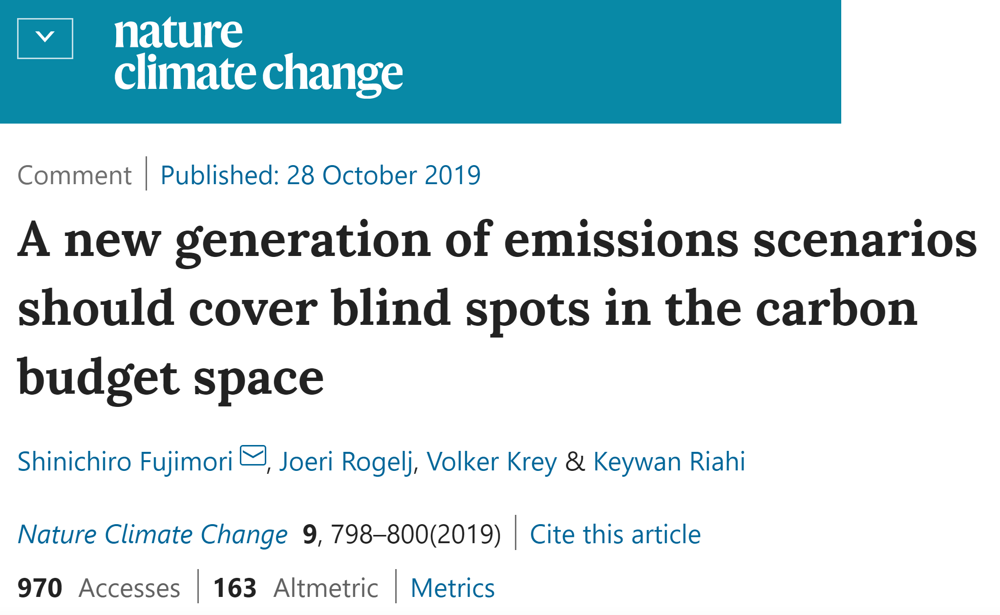 nature
climate change
Comment | Published: 28 October 2019
A new generation of emissions scenarios
should cover blind spots in the carbon
budget space
Shinichiro Fujimori, Joeri Rogelj, Volker Krey & Keywan Riahi
Nature Climate Change 9, 798–800(2019) | Cite this article
970 Accesses | 163 Altmetric | Metrics